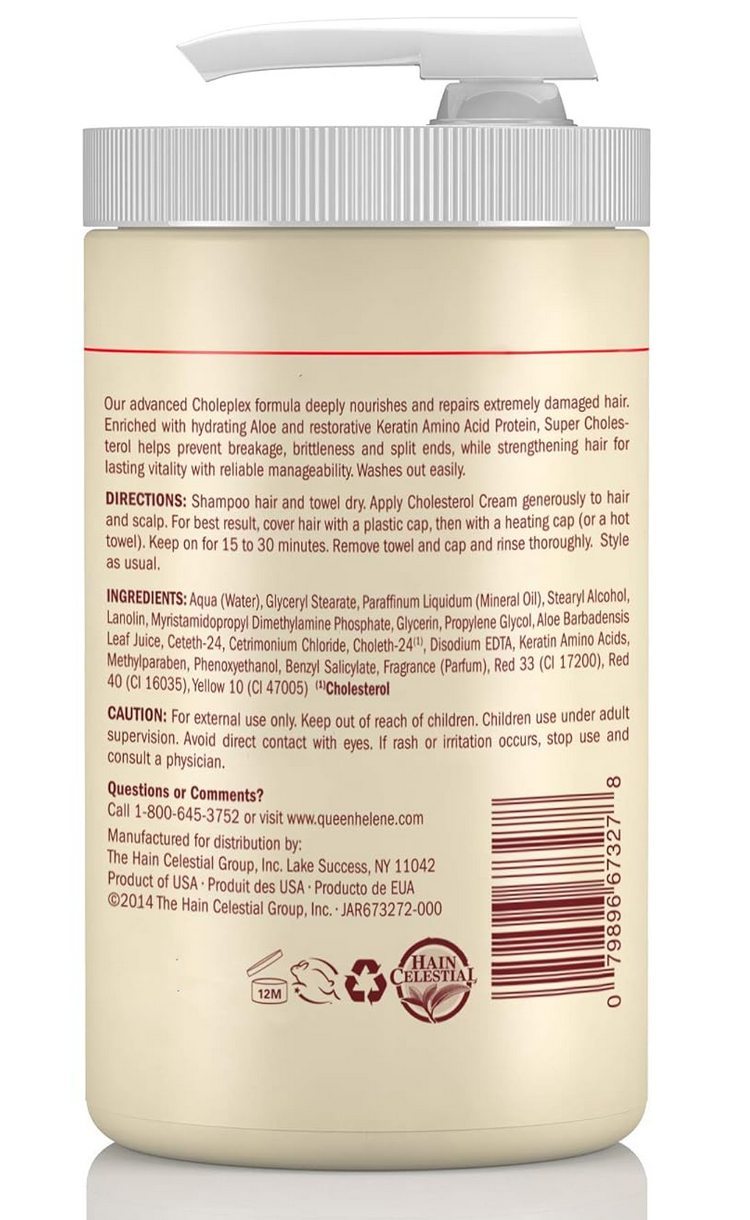 Our advanced Choleplex formula deeply nourishes and repairs extremely damaged hair.
Enriched with hydrating Aloe and restorative Keratin Amino Acid Protein, Super Choles-
terol helps prevent breakage, brittleness and split ends, while strengthening hair for
lasting vitality with reliable manageability. Washes out easily.
DIRECTIONS: Shampoo hair and towel dry. Apply Cholesterol Cream generously to hair
and scalp. For best result, cover hair with a plastic cap, then with a heating cap (or a hot
towel). Keep on for 15 to 30 minutes. Remove towel and cap and rinse thoroughly. Style
as usual.
INGREDIENTS: Aqua (Water), Glyceryl Stearate, Paraffinum Liquidum (Mineral Oil), Stearyl Alcohol,
Lanolin, Myristamidopropyl Dimethylamine Phosphate, Glycerin, Propylene Glycol, Aloe Barbadensis
Leaf Juice, Ceteth-24, Cetrimonium Chloride, Choleth-24⁽¹⁾, Disodium EDTA, Keratin Amino Acids,
Methylparaben, Phenoxyethanol, Benzyl Salicylate, Fragrance (Parfum), Red 33 (CI 17200), Red
40 (CI 16035), Yellow 10 (CI 47005) ⁽¹⁾Cholesterol
CAUTION: For external use only. Keep out of reach of children. Children use under adult
supervision. Avoid direct contact with eyes. If rash or irritation occurs, stop use and
consult a physician.
Questions or Comments?
Call 1-800-645-3752 or visit www.queenhelene.com
Manufactured for distribution by:
The Hain Celestial Group, Inc. Lake Success, NY 11042
Product of USA · Produit des USA · Producto de EUA
©2014 The Hain Celestial Group, Inc. · JAR673272-000
12M
HAIN
CELESTIAL
0 79896 67327 8